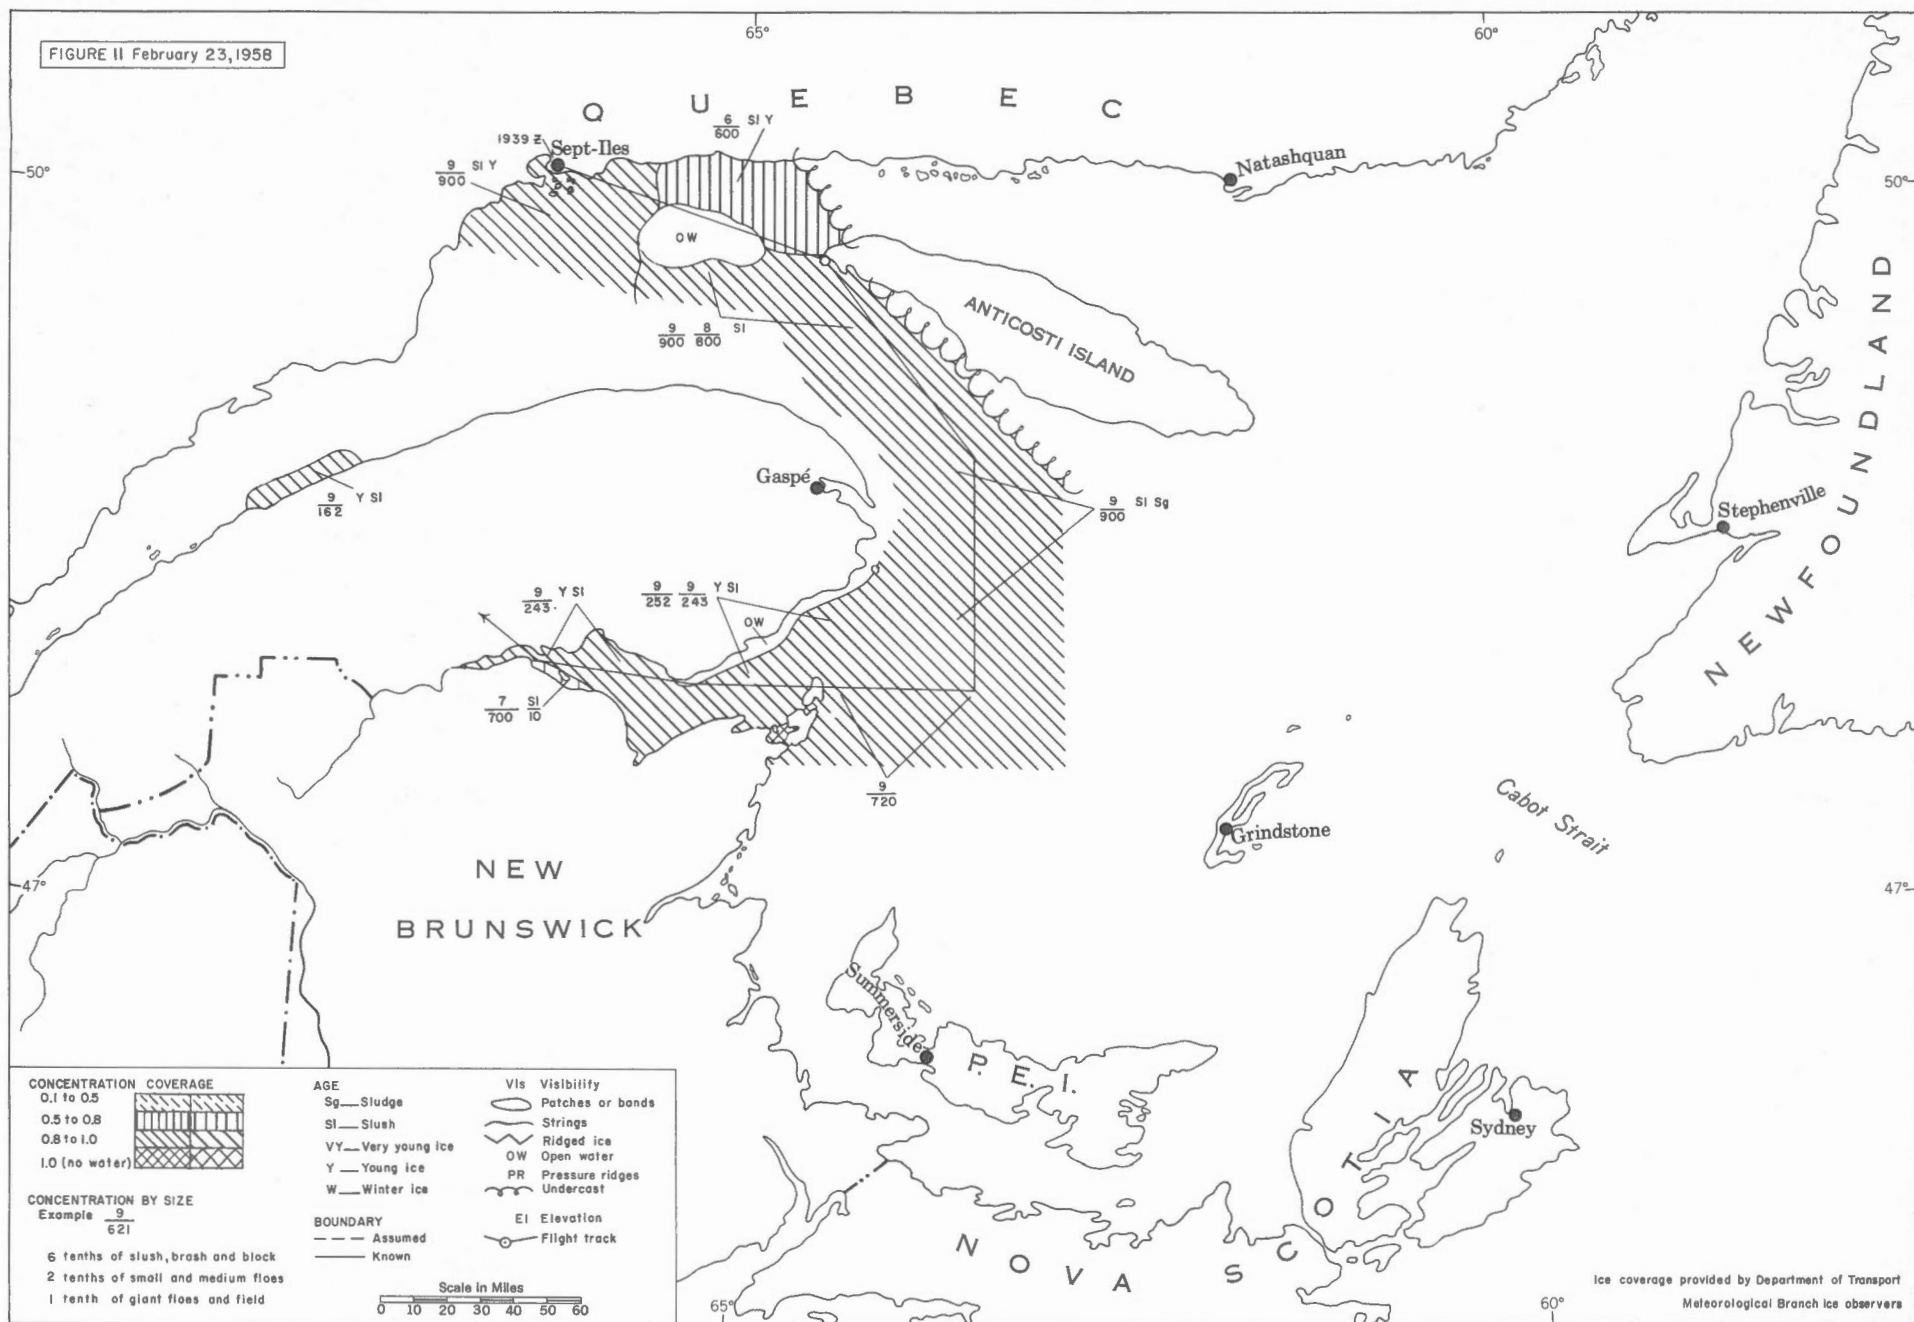 FIGURE 11 February 23, 1958
65°
60°
QUEBEC
6
600
SI Y
1939 Z
Sept-Iles
9
900
SI Y
Natashquan
50°
50°
OW
ANTICOSTI ISLAND
9
900
8
800
SI
NEWFOUNDLAND
9
162
Y SI
Gaspé
9
900
SI Sg
Stephenville
9
243
Y SI
9
252
9
243
Y SI
OW
7
700
SI
10
9
720
Cabot Strait
Grindstone
47°
47°
NEW
BRUNSWICK
Summerside
P. E. I.
Sydney
NOVA SCOTIA
65°
60°
CONCENTRATION COVERAGE
0.1 to 0.5
0.5 to 0.8
0.8 to 1.0
1.0 (no water)
CONCENTRATION BY SIZE
Example 9
621
6 tenths of slush, brash and block
2 tenths of small and medium floes
1 tenth of giant floes and field
AGE
Sg—Sludge
SI—Slush
VY—Very young ice
Y—Young ice
W—Winter ice
BOUNDARY
Assumed
Known
Vis Visibility
Patches or bands
Strings
Ridged ice
OW Open water
PR Pressure ridges
Undercast
El Elevation
Flight track
Scale in Miles
0 10 20 30 40 50 60
Ice coverage provided by Department of Transport
Meteorological Branch ice observers